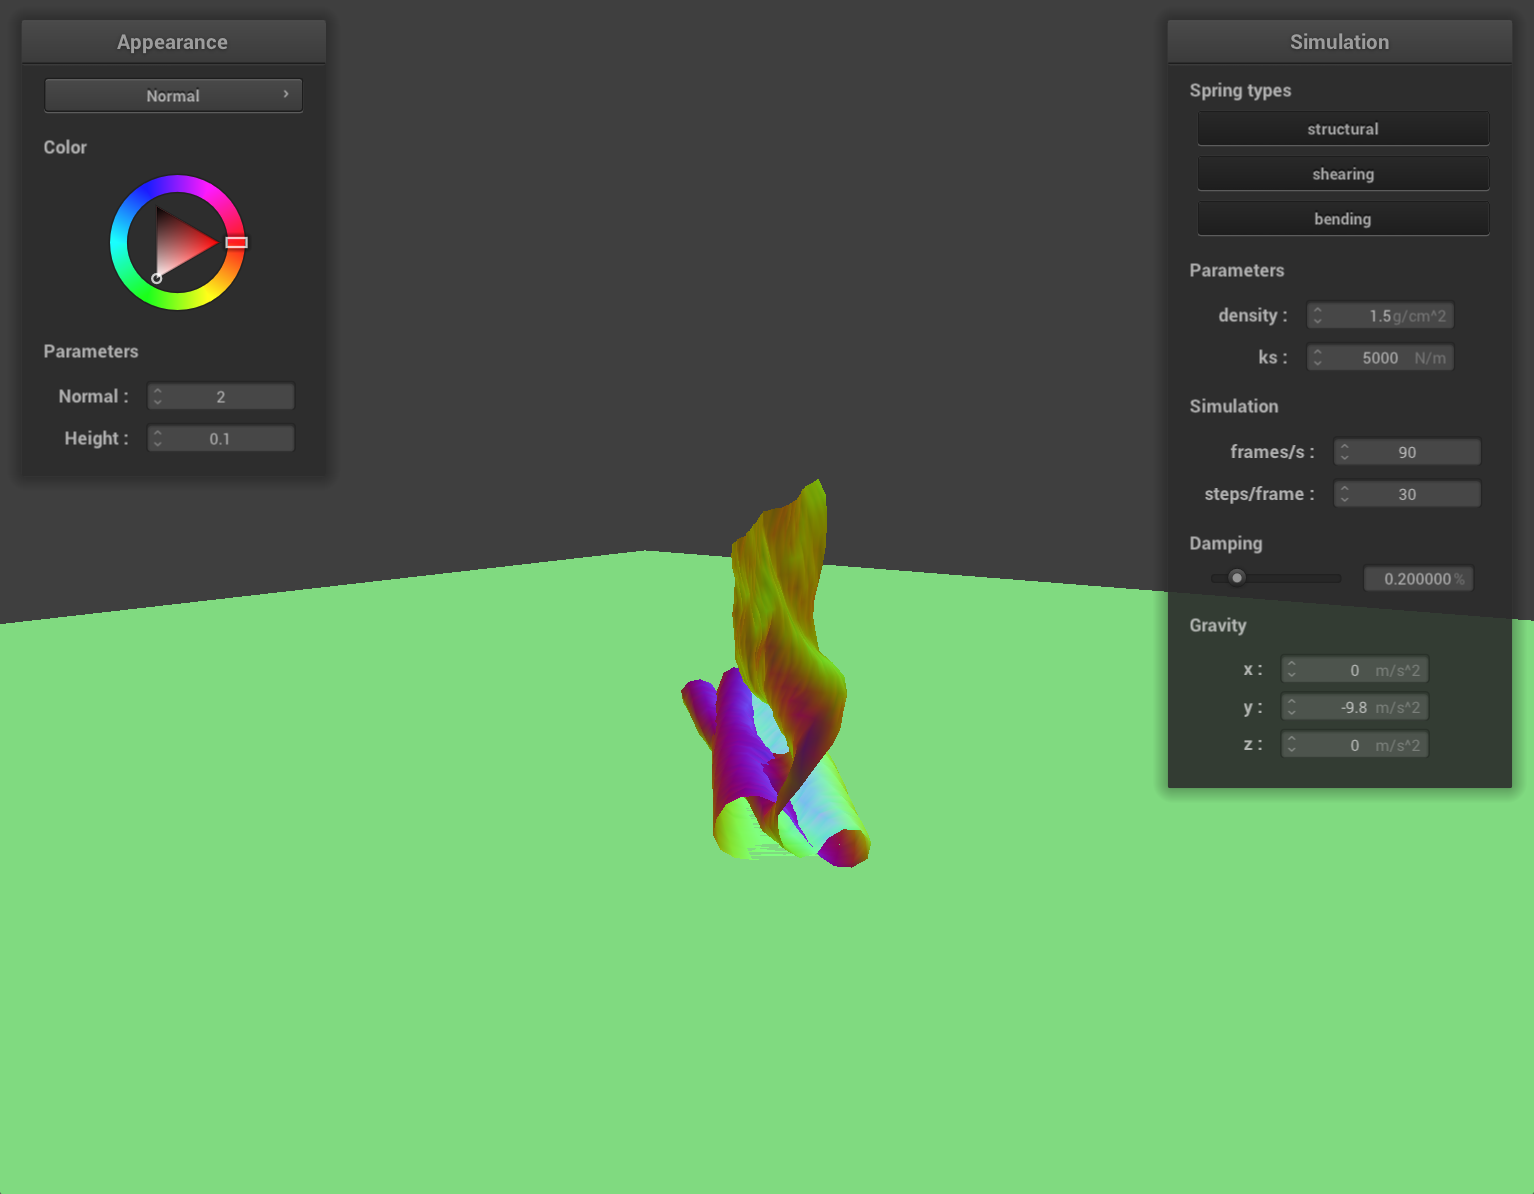 Appearance
Normal ›
Color
Parameters
Normal : 2
Height : 0.1
Simulation
Spring types
structural
shearing
bending
Parameters
density : 1.5 g/cm^2
ks : 5000 N/m
Simulation
frames/s : 90
steps/frame : 30
Damping
0.200000 %
Gravity
x : 0 m/s^2
y : -9.8 m/s^2
z : 0 m/s^2